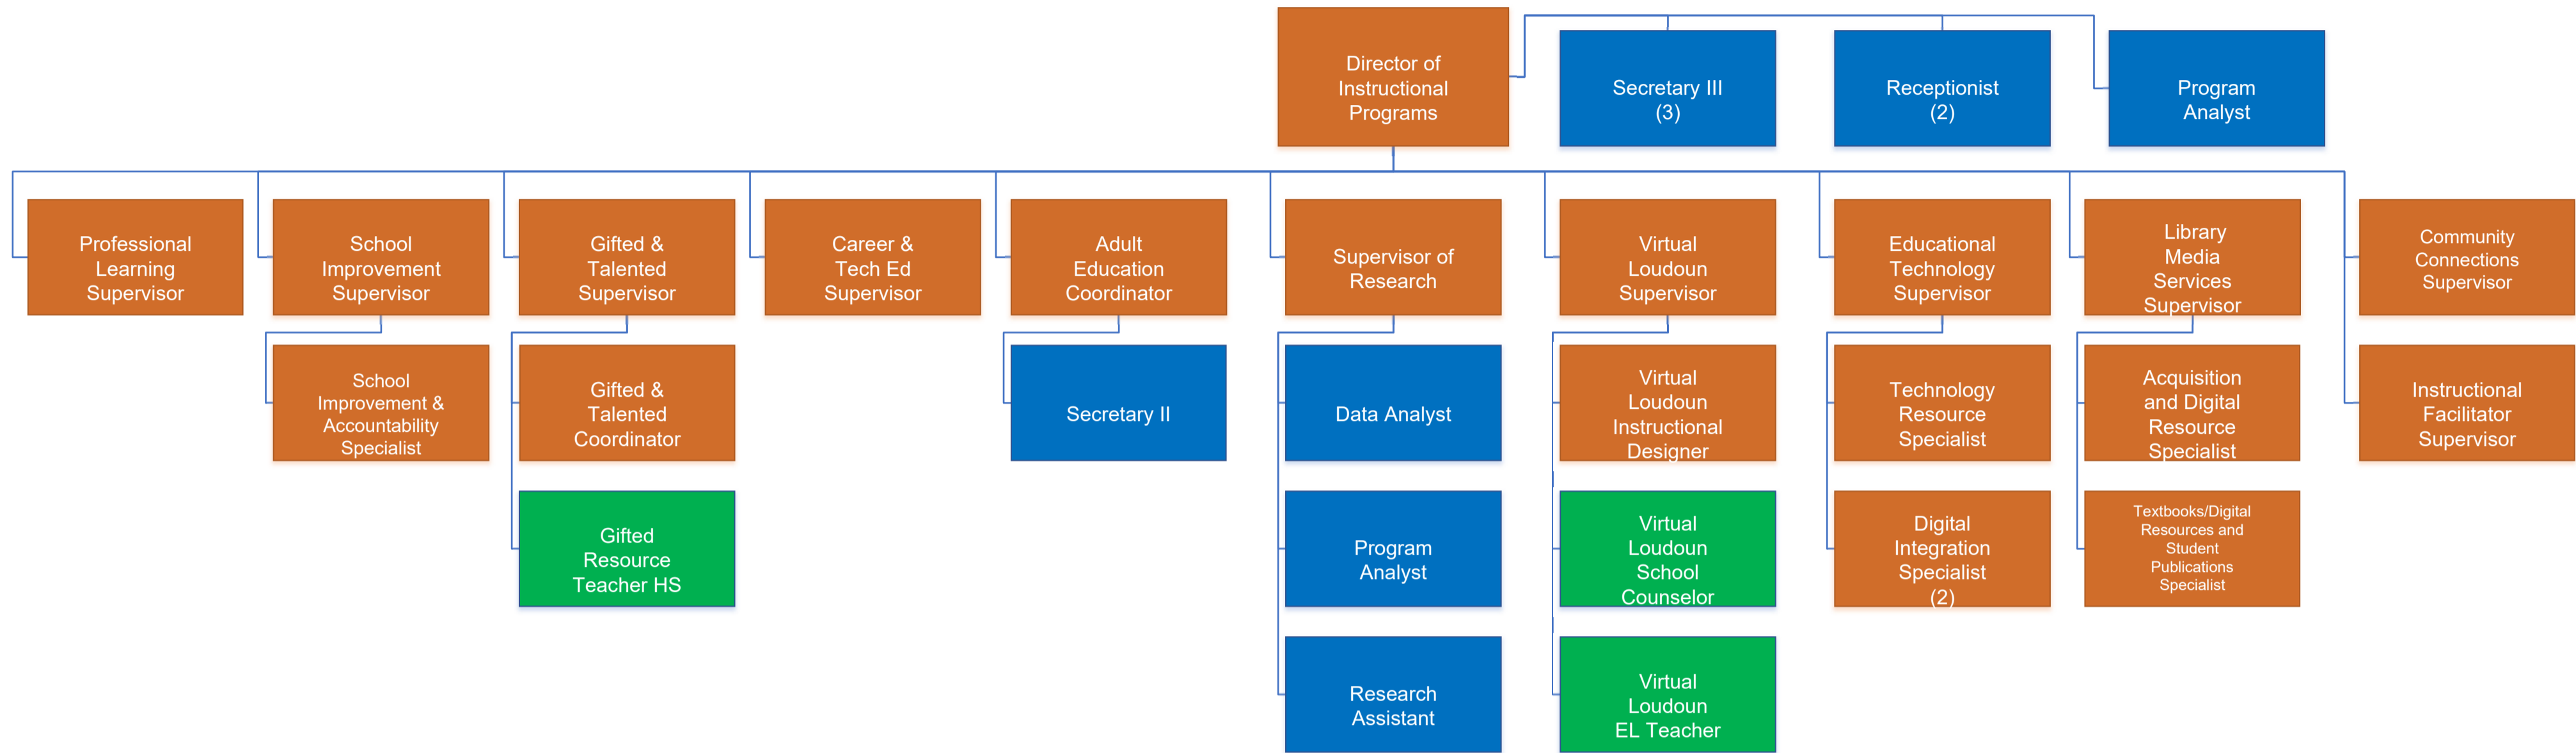 Director of
Instructional
Programs
Secretary III
(3)
Receptionist
(2)
Program
Analyst
Professional
Learning
Supervisor
School
Improvement
Supervisor
Gifted &
Talented
Supervisor
Career &
Tech Ed
Supervisor
Adult
Education
Coordinator
Supervisor of
Research
Virtual
Loudoun
Supervisor
Educational
Technology
Supervisor
Library
Media
Services
Supervisor
Community
Connections
Supervisor
School
Improvement &
Accountability
Specialist
Gifted &
Talented
Coordinator
Secretary II
Data Analyst
Virtual
Loudoun
Instructional
Designer
Technology
Resource
Specialist
Acquisition
and Digital
Resource
Specialist
Instructional
Facilitator
Supervisor
Gifted
Resource
Teacher HS
Program
Analyst
Virtual
Loudoun
School
Counselor
Digital
Integration
Specialist
(2)
Textbooks/Digital
Resources and
Student
Publications
Specialist
Research
Assistant
Virtual
Loudoun
EL Teacher